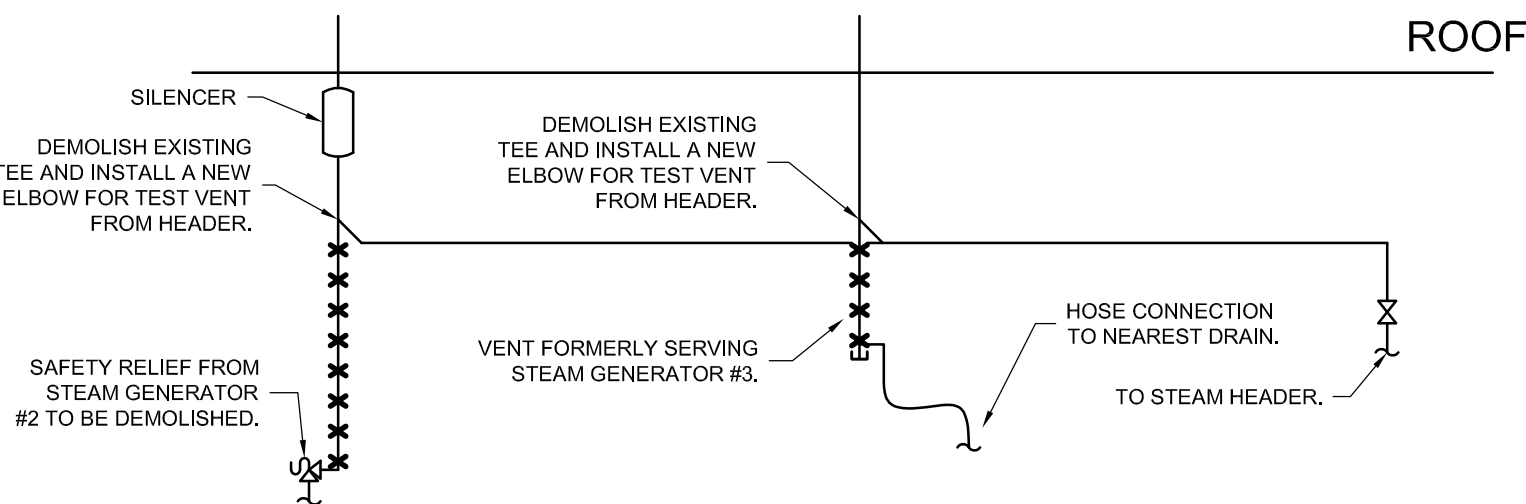 ROOF
SILENCER
DEMOLISH EXISTING
TEE AND INSTALL A NEW
ELBOW FOR TEST VENT
FROM HEADER.
DEMOLISH EXISTING
TEE AND INSTALL A NEW
ELBOW FOR TEST VENT
FROM HEADER.
SAFETY RELIEF FROM
STEAM GENERATOR
#2 TO BE DEMOLISHED.
VENT FORMERLY SERVING
STEAM GENERATOR #3.
HOSE CONNECTION
TO NEAREST DRAIN.
TO STEAM HEADER.